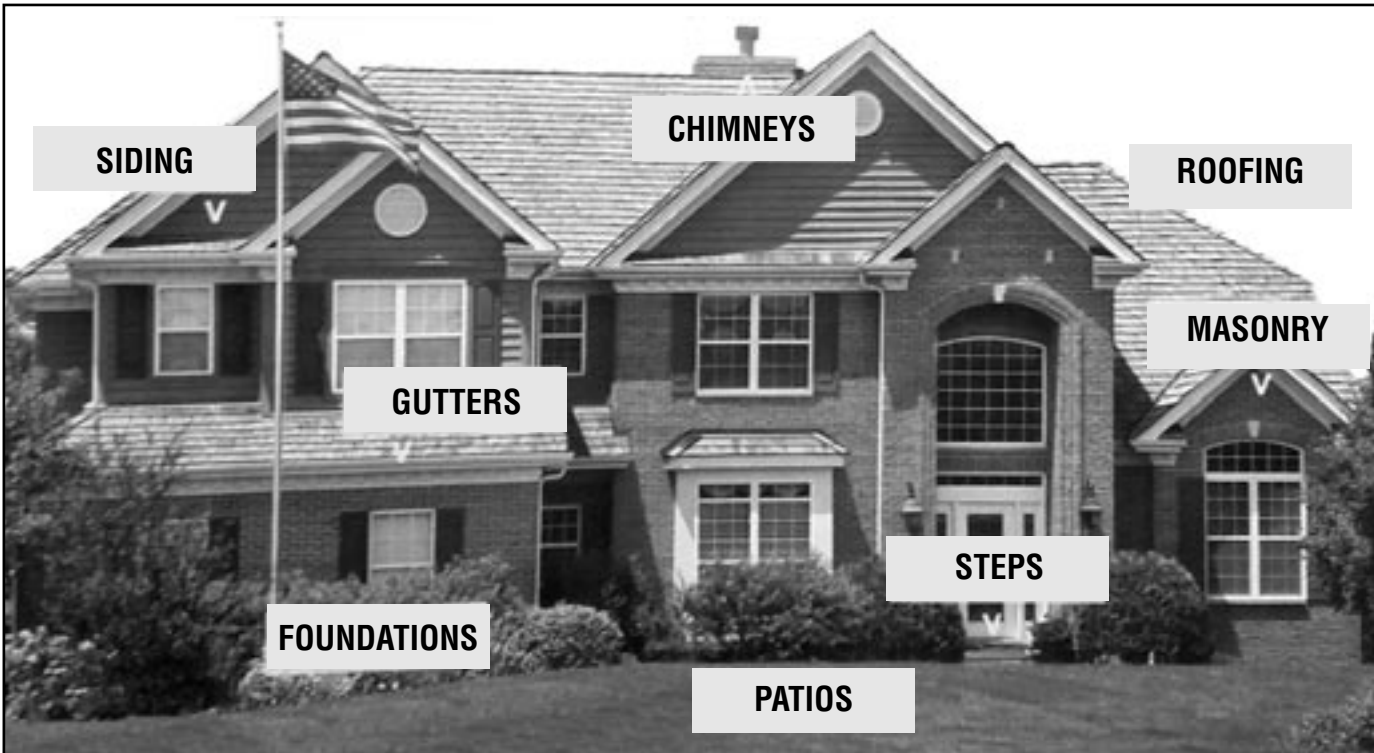 CHIMNEYS
SIDING
ROOFING
MASONRY
GUTTERS
STEPS
FOUNDATIONS
PATIOS